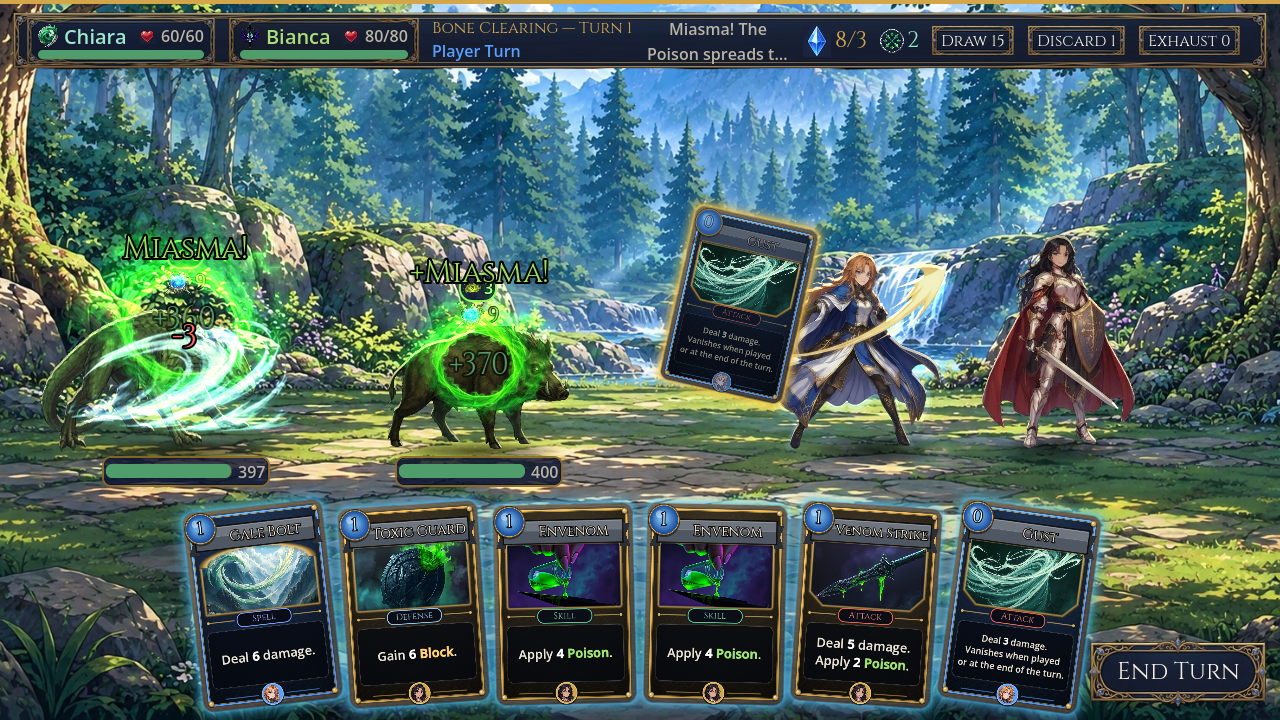 Chiara 60/60
Bianca 80/80
Bone Clearing — Turn 1
Player Turn
Miasma! The
Poison spreads t...
8/3
2
Draw 15
Discard 1
Exhaust 0
Miasma!
9
+360
-3
+Miasma!
3
9
+370
397
400
0
Gust
Attack
Deal 3 damage.
Vanishes when played
or at the end of the turn.
1
Gale Bolt
Spell
Deal 6 damage.
1
Toxic Guard
Defense
Gain 6 Block.
1
Envenom
Skill
Apply 4 Poison.
1
Envenom
Skill
Apply 4 Poison.
1
Venom Strike
Attack
Deal 5 damage.
Apply 2 Poison.
0
Gust
Attack
Deal 3 damage.
Vanishes when played
or at the end of the turn.
End Turn